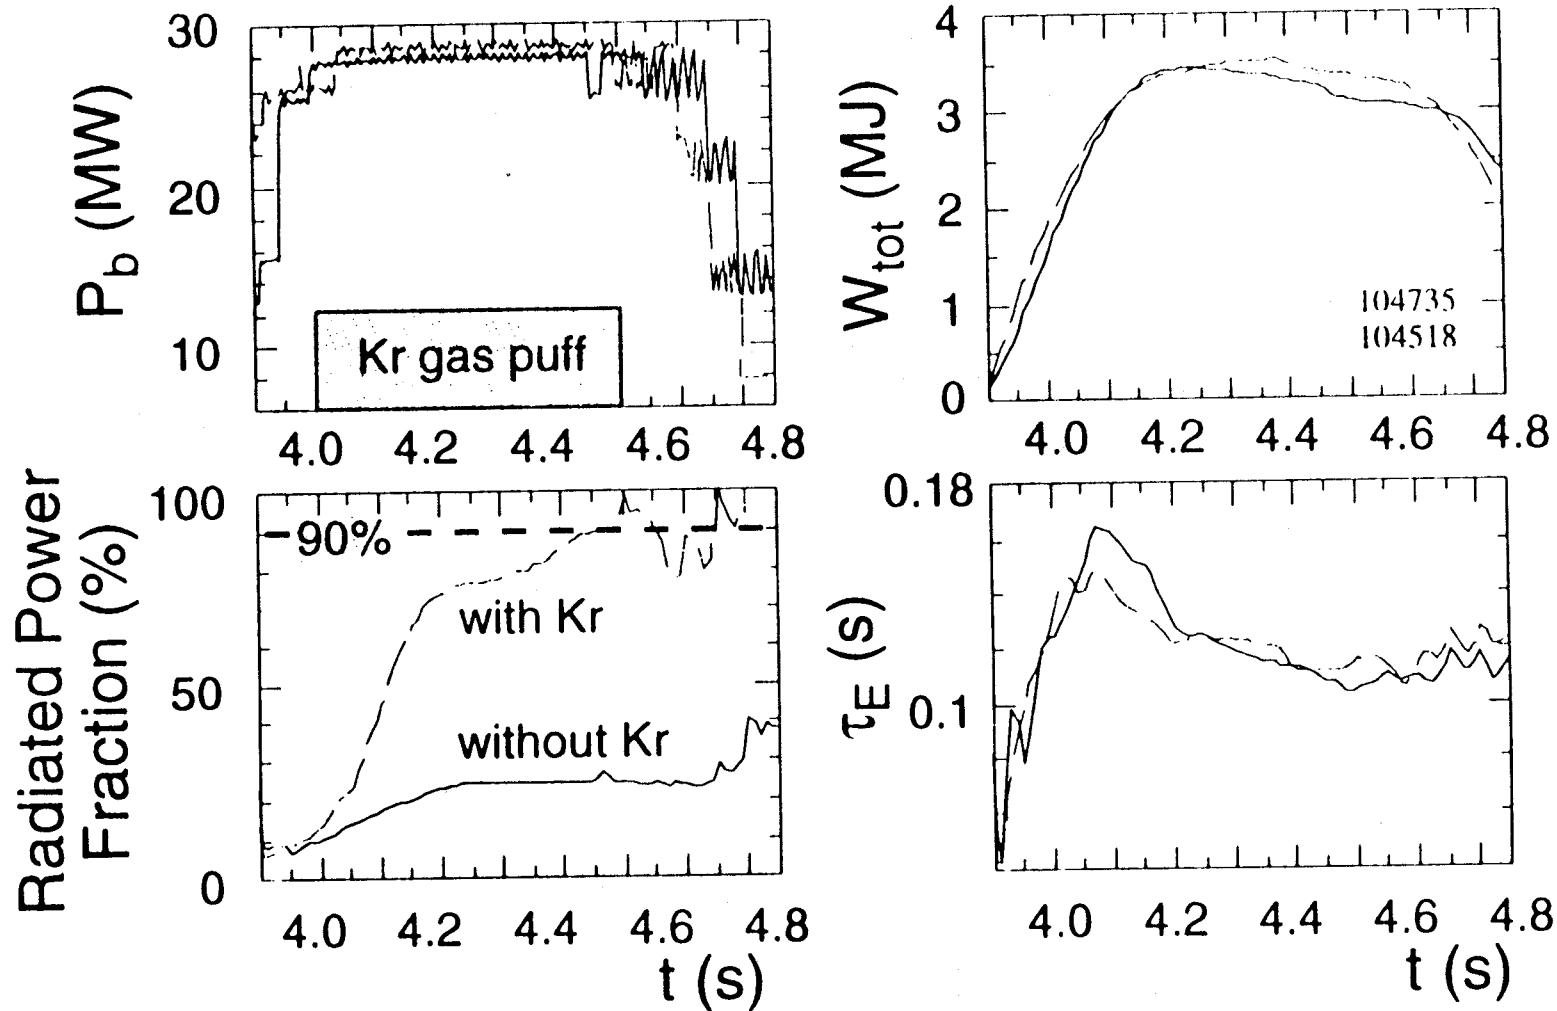 30
20
10
P_b (MW)
Kr gas puff
4.0 4.2 4.4 4.6 4.8
4
3
2
1
0
W_tot (MJ)
104735
104518
4.0 4.2 4.4 4.6 4.8
100
50
0
Radiated Power
Fraction (%)
90%
with Kr
without Kr
4.0 4.2 4.4 4.6 4.8
t (s)
0.18
0.1
τ_E (s)
4.0 4.2 4.4 4.6 4.8
t (s)